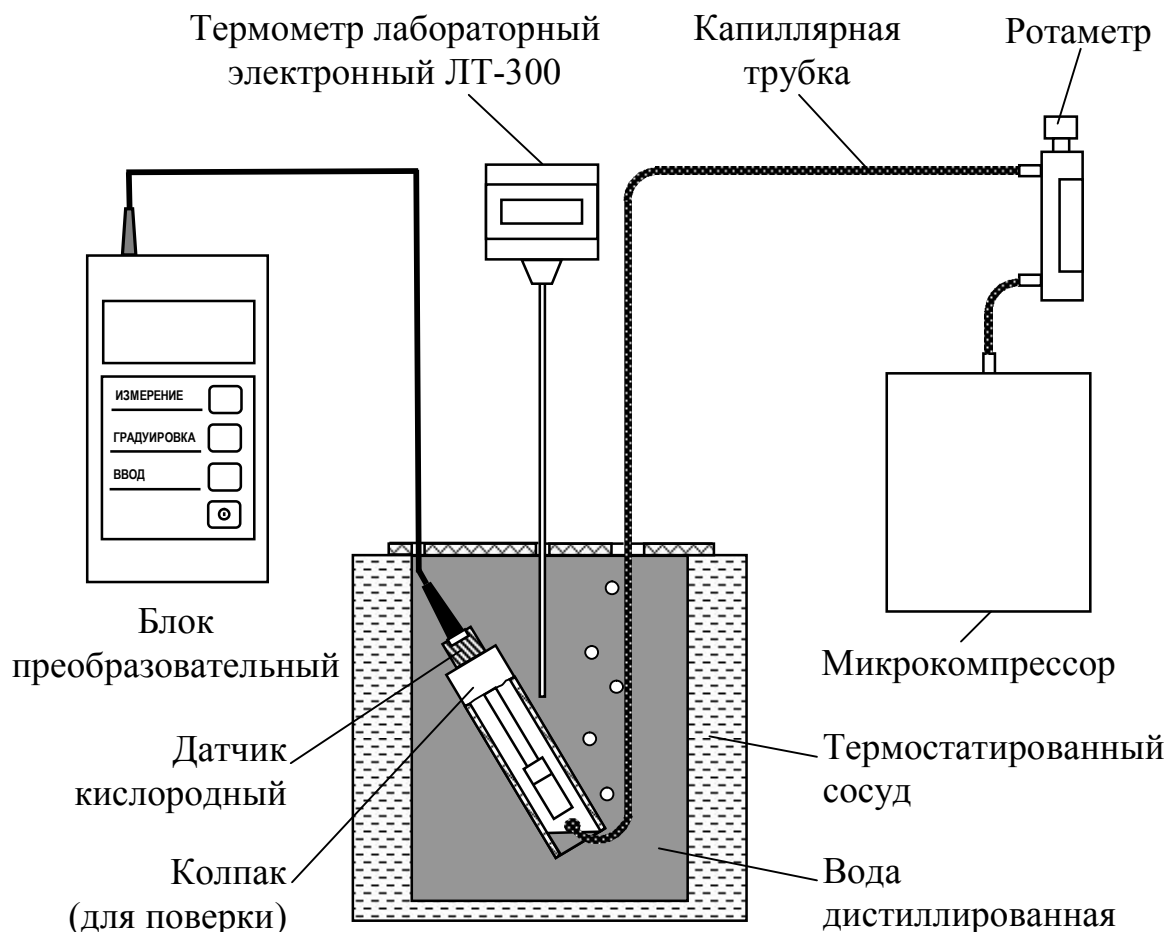 Термометр лабораторный
электронный ЛТ-300
Капиллярная
трубка
Ротаметр
ИЗМЕРЕНИЕ
ГРАДУИРОВКА
ВВОД
Блок
преобразовательный
Микрокомпрессор
Датчик
кислородный
Термостатированный
сосуд
Колпак
(для поверки)
Вода
дистиллированная